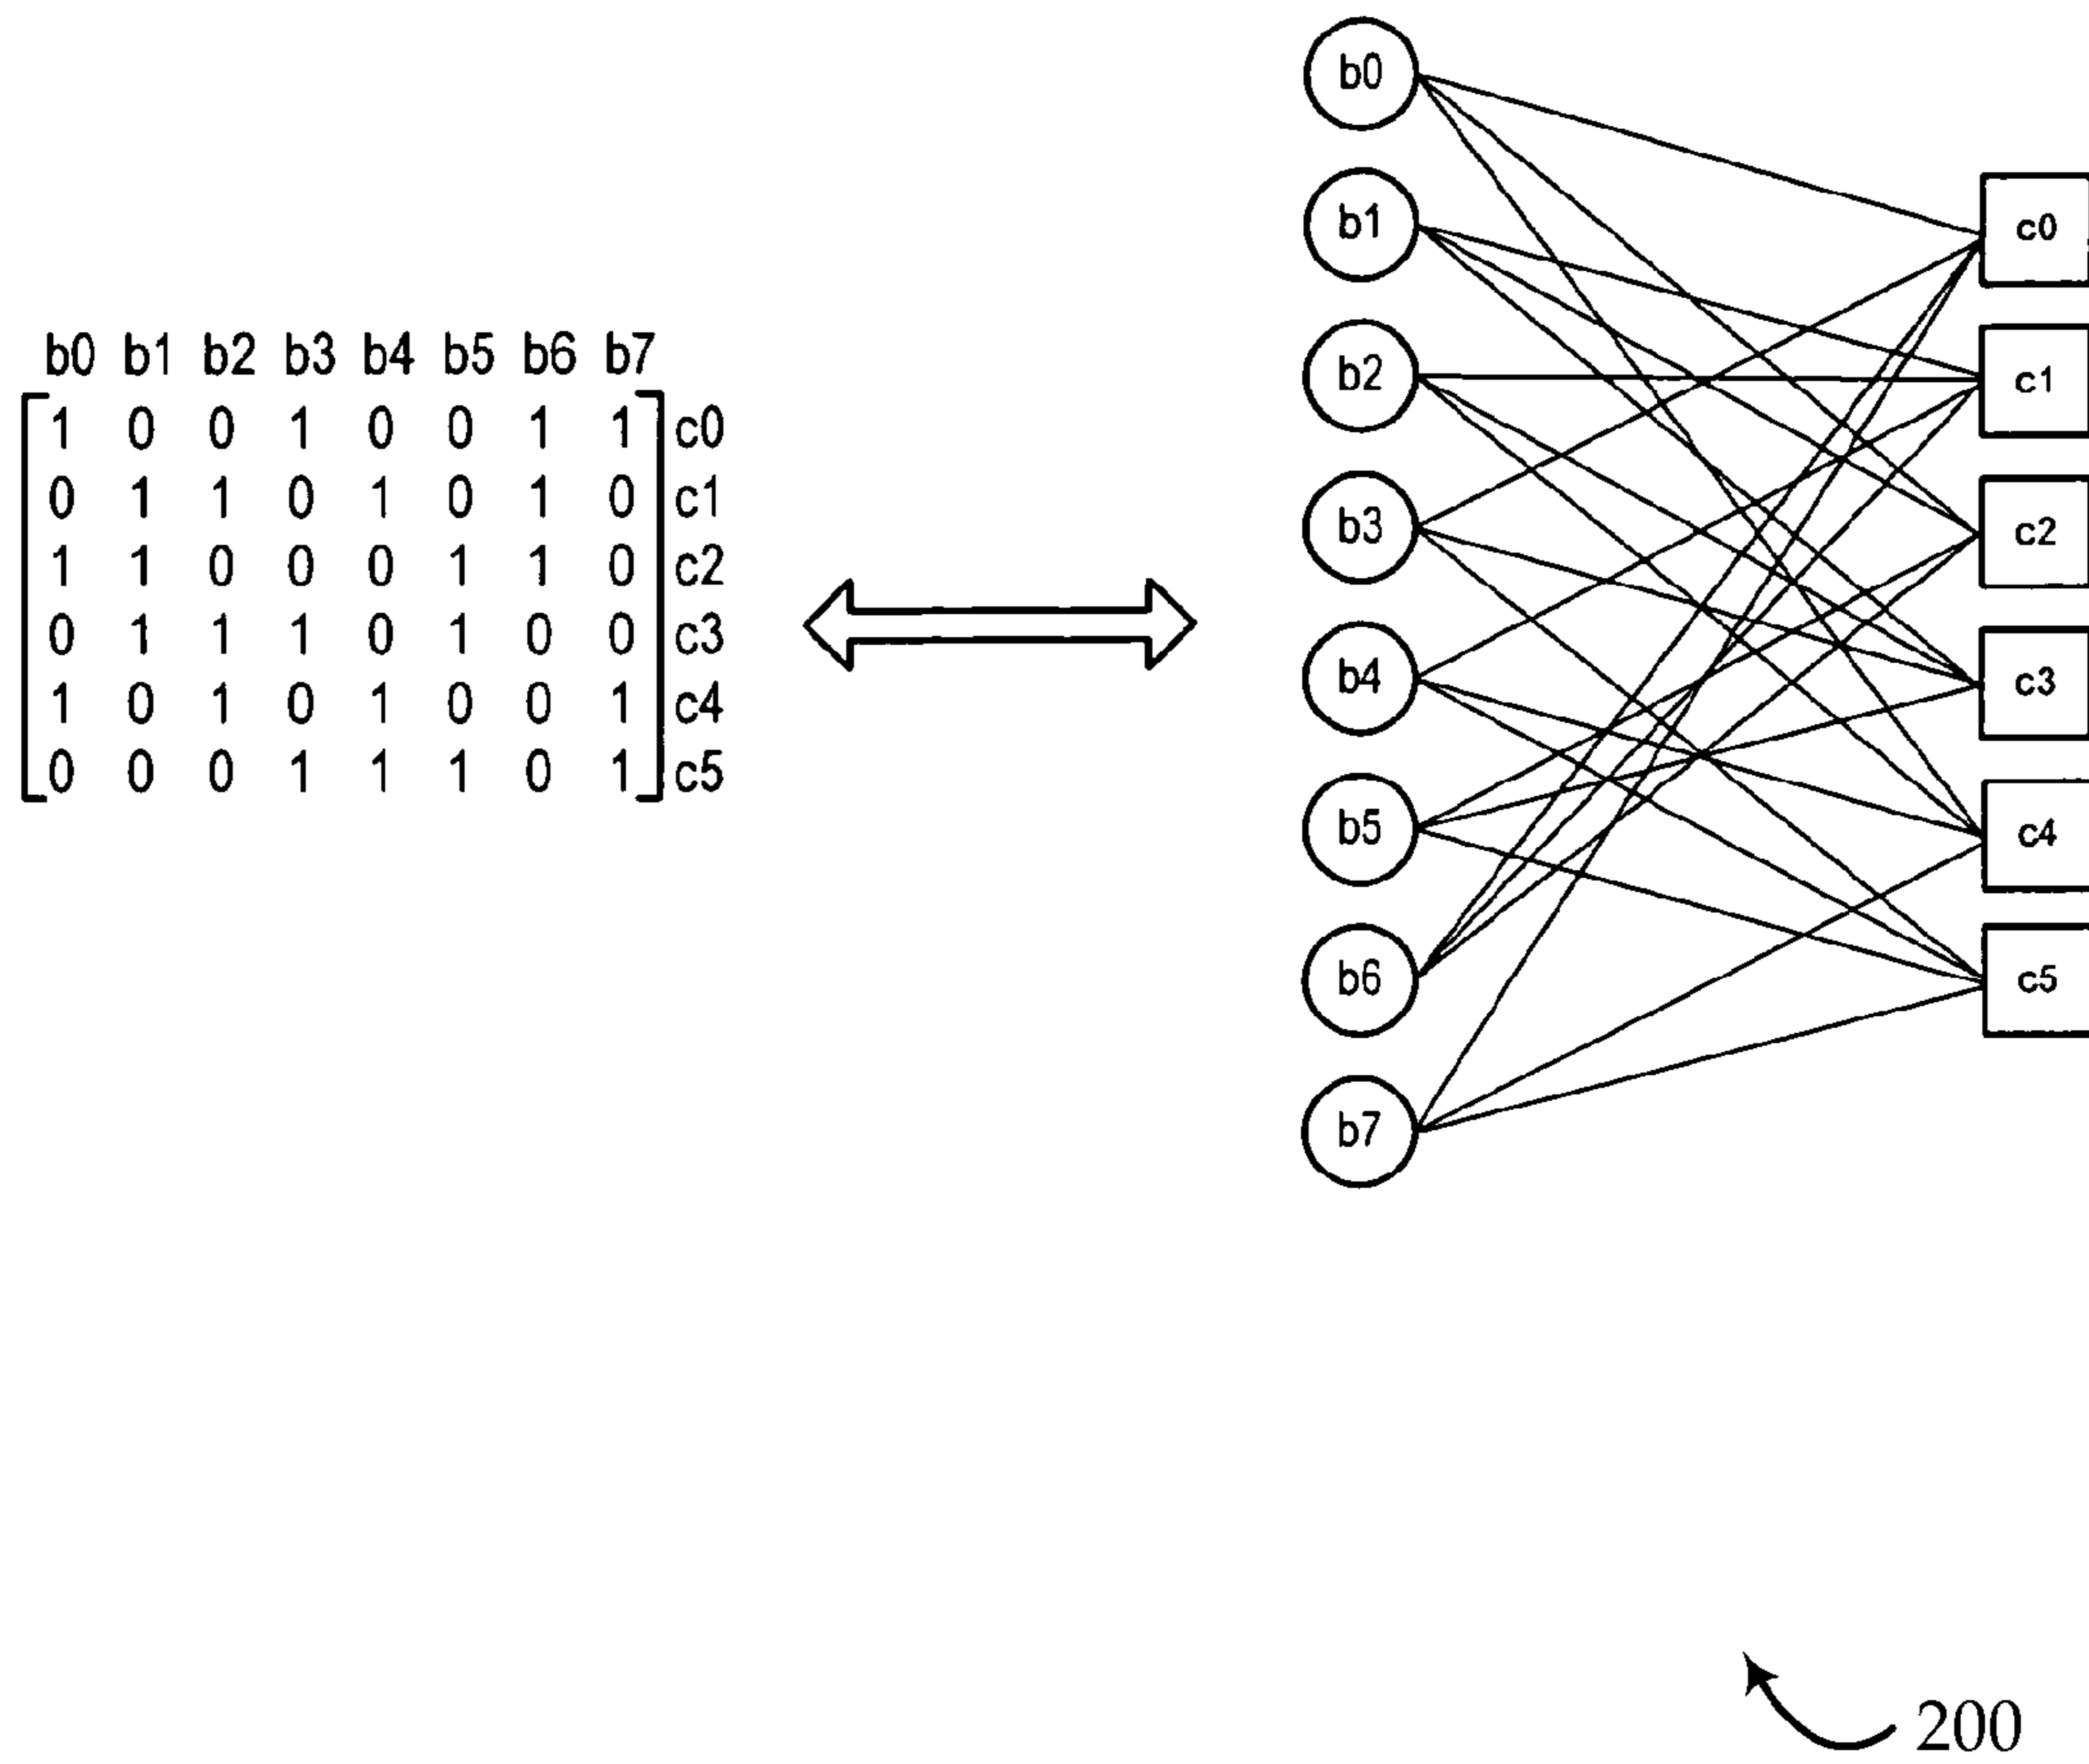 b0 b1 b2 b3 b4 b5 b6 b7
1 0 0 1 0 0 1 1 c0
0 1 1 0 1 0 1 0 c1
1 1 0 0 0 1 1 0 c2
0 1 1 1 0 1 0 0 c3
1 0 1 0 1 0 0 1 c4
0 0 0 1 1 1 0 1 c5
b0
b1
b2
b3
b4
b5
b6
b7
c0
c1
c2
c3
c4
c5
200